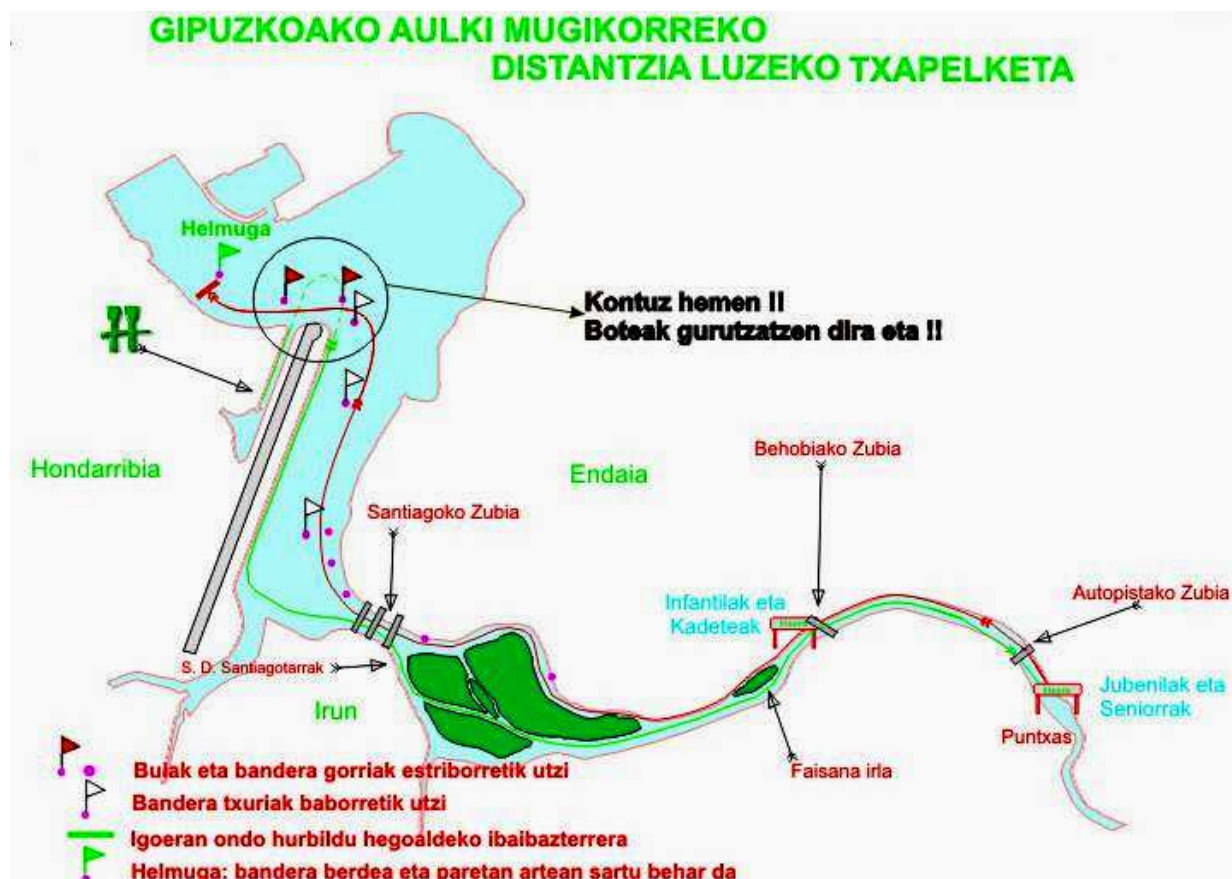 GIPUZKOAKO AULKI MUGIKORREKO
DISTANTZIA LUZEKO TXAPELKETA
Helmuga
Kontuz hemen !!
Boteak gurutzatzen dira eta !!
Hondarribia
Endaia
Behobiako Zubia
Santiagoko Zubia
Infantilak eta
Kadeteak
Autopistako Zubia
S. D. Santiagotarrak
Irun
Jubenilak eta
Seniorrak
Puntxas
Faisana irla
Buiak eta bandera gorriak estriborretik utzi
Bandera txuriak baborretik utzi
Igoeran ondo hurbildu hegoaldeko ibaibazterrera
Helmuga: bandera berdea eta paretan artean sartu behar da